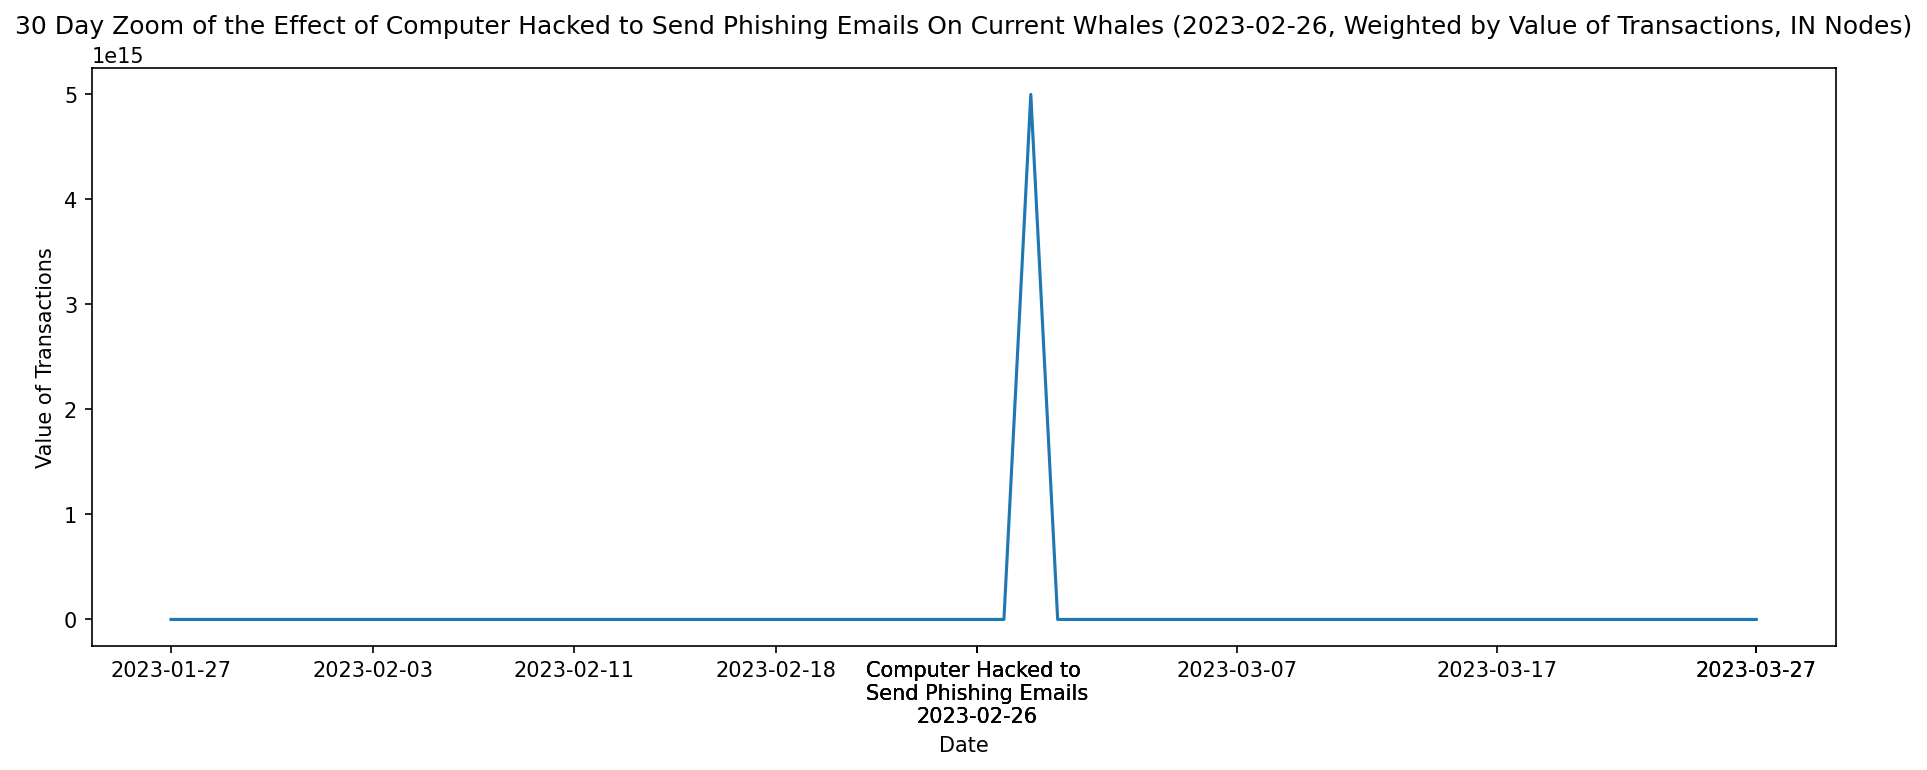 30 Day Zoom of the Effect of Computer Hacked to Send Phishing Emails On Current Whales (2023-02-26, Weighted by Value of Transactions, IN Nodes)
1e15
5
4
3
2
1
0
Value of Transactions
2023-01-27
2023-02-03
2023-02-11
2023-02-18
Computer Hacked to
Send Phishing Emails
2023-02-26
2023-03-07
2023-03-17
2023-03-27
Date